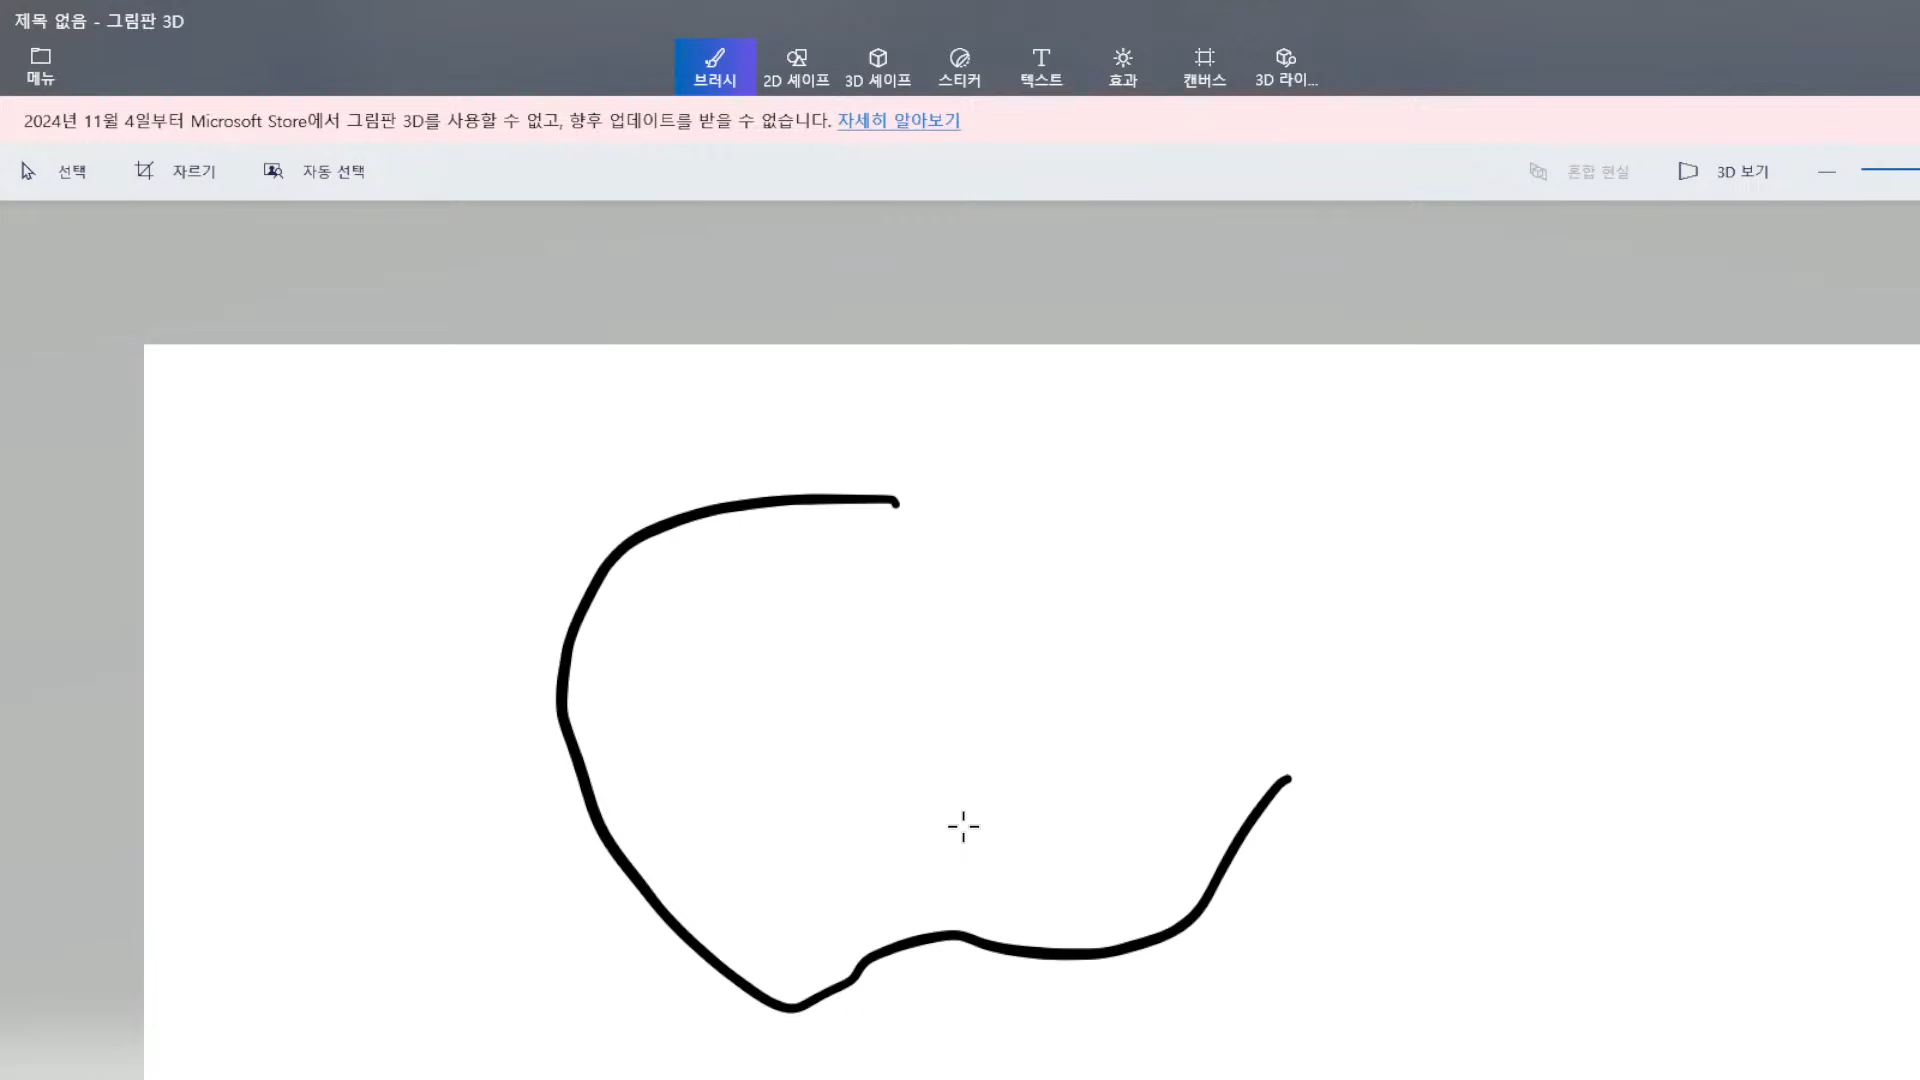 제목 없음 - 그림판 3D
메뉴
브러시
2D 셰이프
3D 셰이프
스티커
텍스트
효과
캔버스
3D 라이...
2024년 11월 4일부터 Microsoft Store에서 그림판 3D를 사용할 수 없고, 향후 업데이트를 받을 수 없습니다. 자세히 알아보기
선택
자르기
자동 선택
혼합 현실
3D 보기